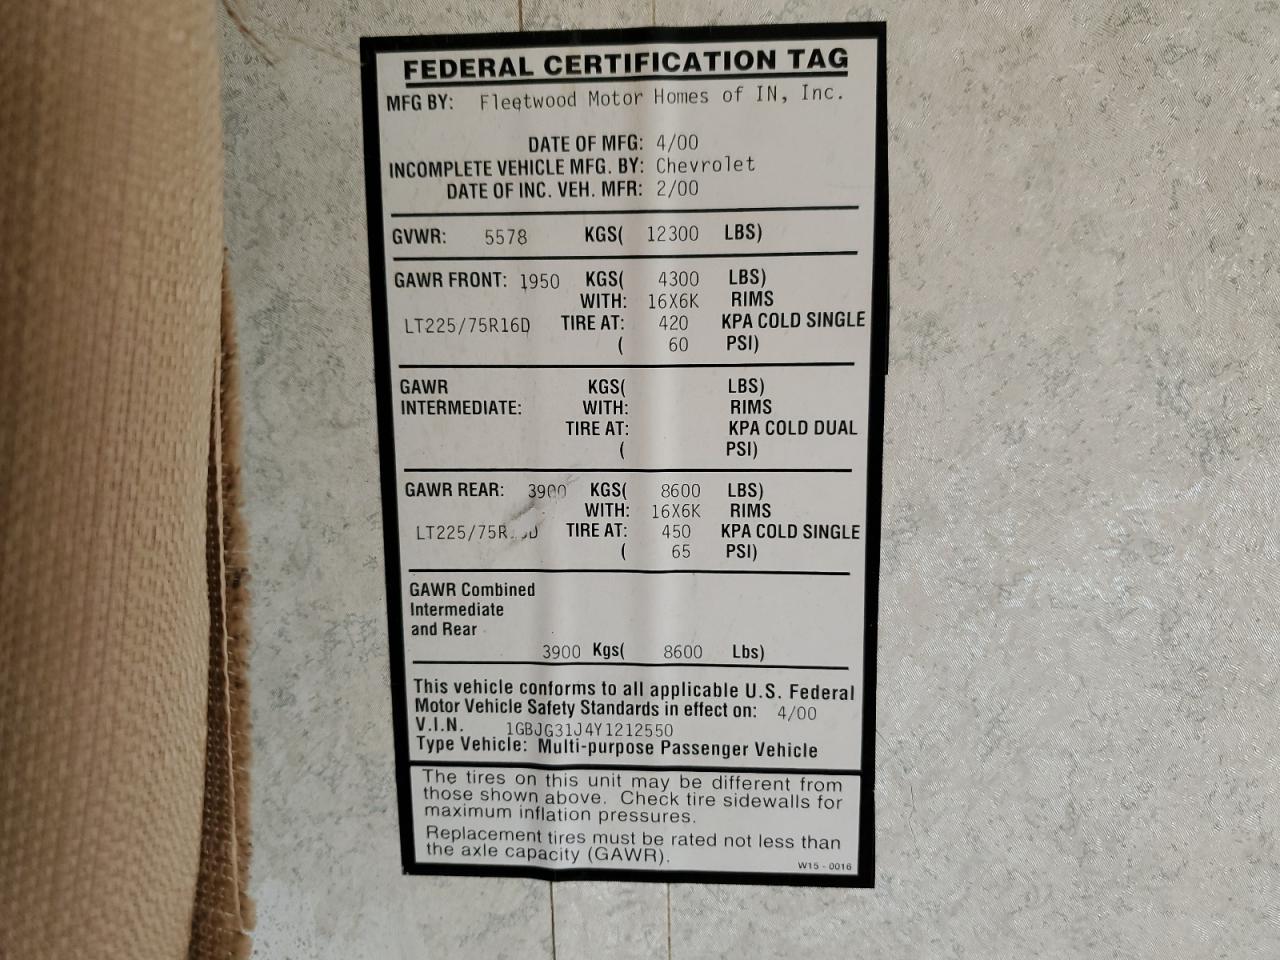 FEDERAL CERTIFICATION TAG
MFG BY: Fleetwood Motor Homes of IN, Inc.
DATE OF MFG: 4/00
INCOMPLETE VEHICLE MFG. BY: Chevrolet
DATE OF INC. VEH. MFR: 2/00
GVWR: 5578 KGS( 12300 LBS)
GAWR FRONT: 1950 KGS( 4300 LBS)
WITH: 16X6K RIMS
LT225/75R16D TIRE AT: 420 KPA COLD SINGLE
( 60 PSI)
GAWR KGS( LBS)
INTERMEDIATE: WITH: RIMS
TIRE AT: KPA COLD DUAL
( PSI)
GAWR REAR: 3900 KGS( 8600 LBS)
WITH: 16X6K RIMS
TIRE AT: 450 KPA COLD SINGLE
( 65 PSI)
GAWR Combined
Intermediate
and Rear
3900 Kgs( 8600 Lbs)
This vehicle conforms to all applicable U.S. Federal
Motor Vehicle Safety Standards in effect on: 4/00
V.I.N. 1GBJG31J4Y1212550
Type Vehicle: Multi-purpose Passenger Vehicle
The tires on this unit may be different from
those shown above. Check tire sidewalls for
maximum inflation pressures.
Replacement tires must be rated not less than
the axle capacity (GAWR).
W15-0016